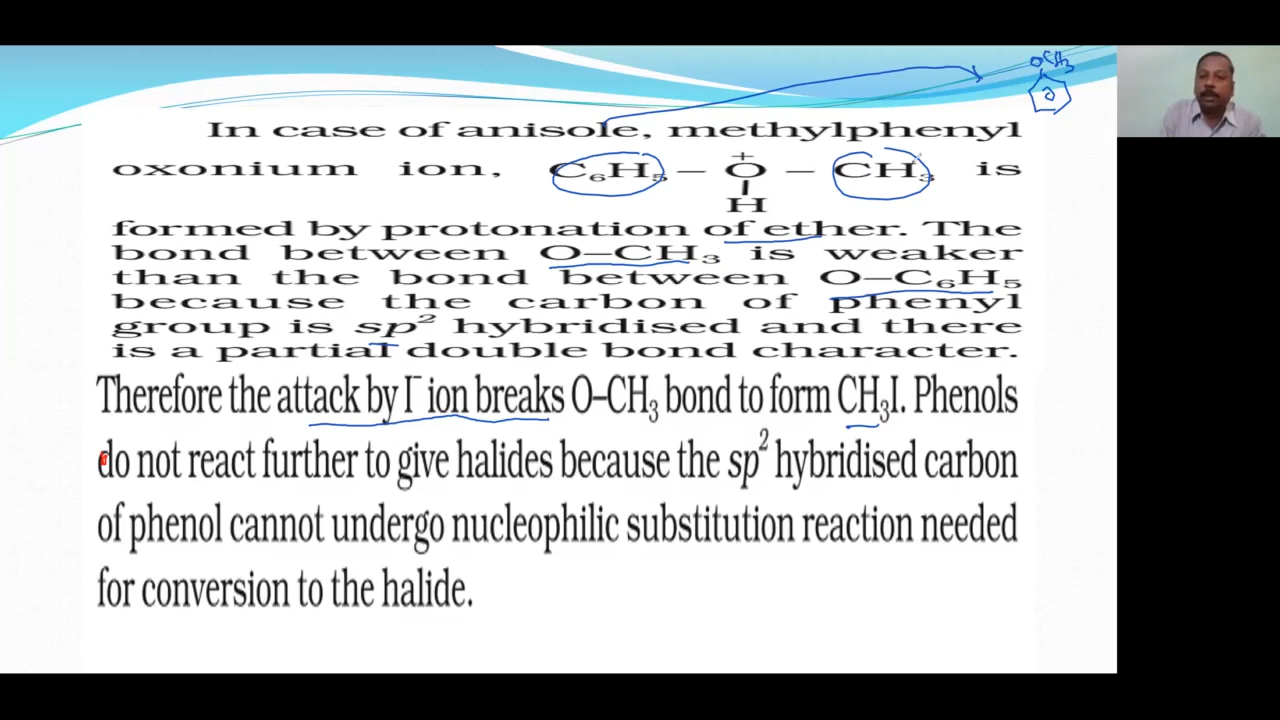 OCH3
In case of anisole, methylphenyl
+
oxonium ion, C₆H₅ – O – CH₃ is
H
formed by protonation of ether. The
bond between O–CH₃ is weaker
than the bond between O–C₆H₅
because the carbon of phenyl
group is sp² hybridised and there
is a partial double bond character.
Therefore the attack by I⁻ ion breaks O–CH₃ bond to form CH₃I. Phenols
do not react further to give halides because the sp² hybridised carbon
of phenol cannot undergo nucleophilic substitution reaction needed
for conversion to the halide.